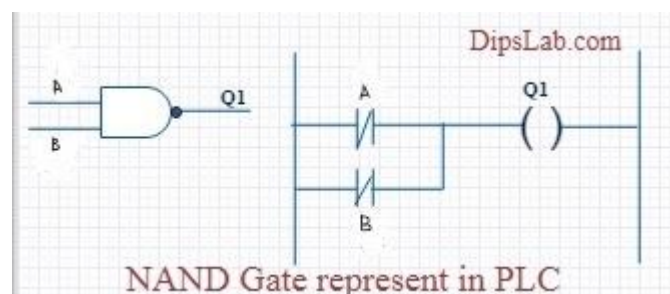 DipsLab.com
A
Q1
B
A
Q1
B
NAND Gate represent in PLC